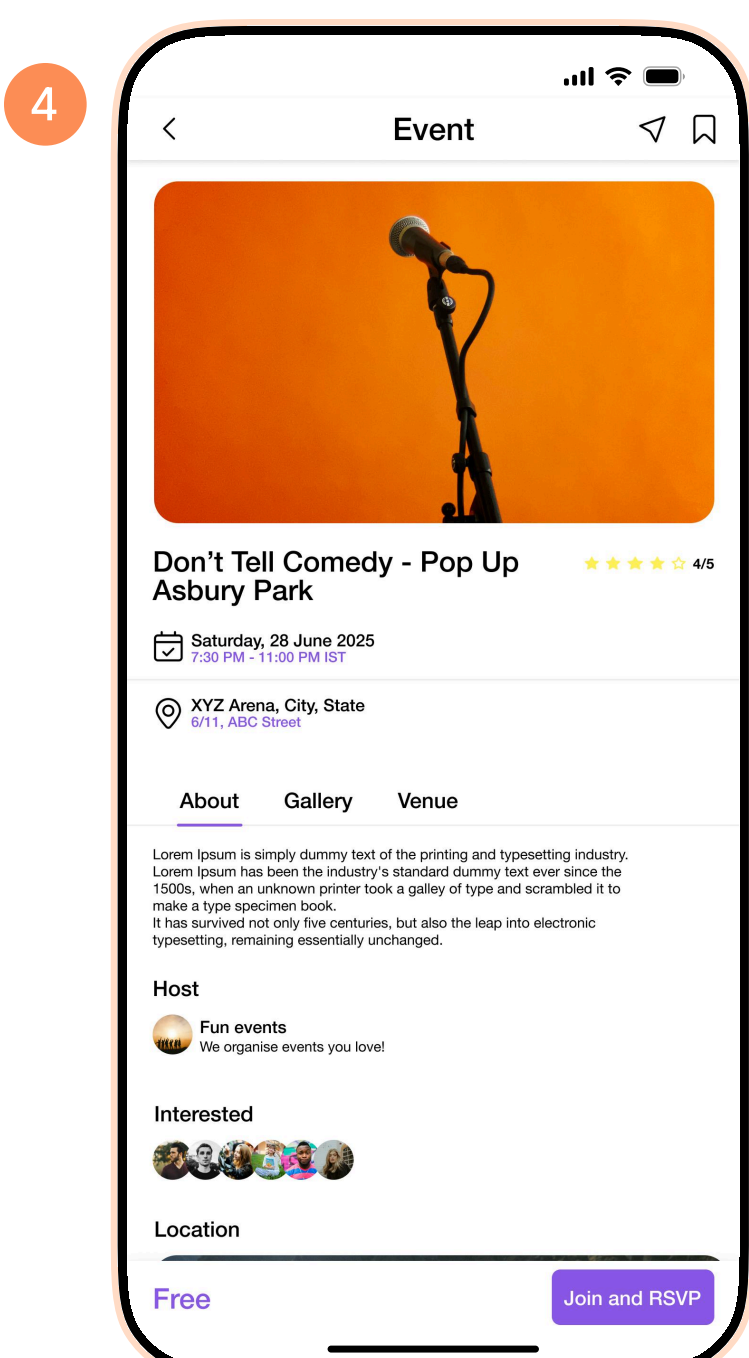 4
Event
Don’t Tell Comedy - Pop Up
Asbury Park
4/5
Saturday, 28 June 2025
7:30 PM - 11:00 PM IST
XYZ Arena, City, State
6/11, ABC Street
About Gallery Venue
Lorem Ipsum is simply dummy text of the printing and typesetting industry.
Lorem Ipsum has been the industry's standard dummy text ever since the
1500s, when an unknown printer took a galley of type and scrambled it to
make a type specimen book.
It has survived not only five centuries, but also the leap into electronic
typesetting, remaining essentially unchanged.
Host
Fun events
We organise events you love!
Interested
Location
Free
Join and RSVP